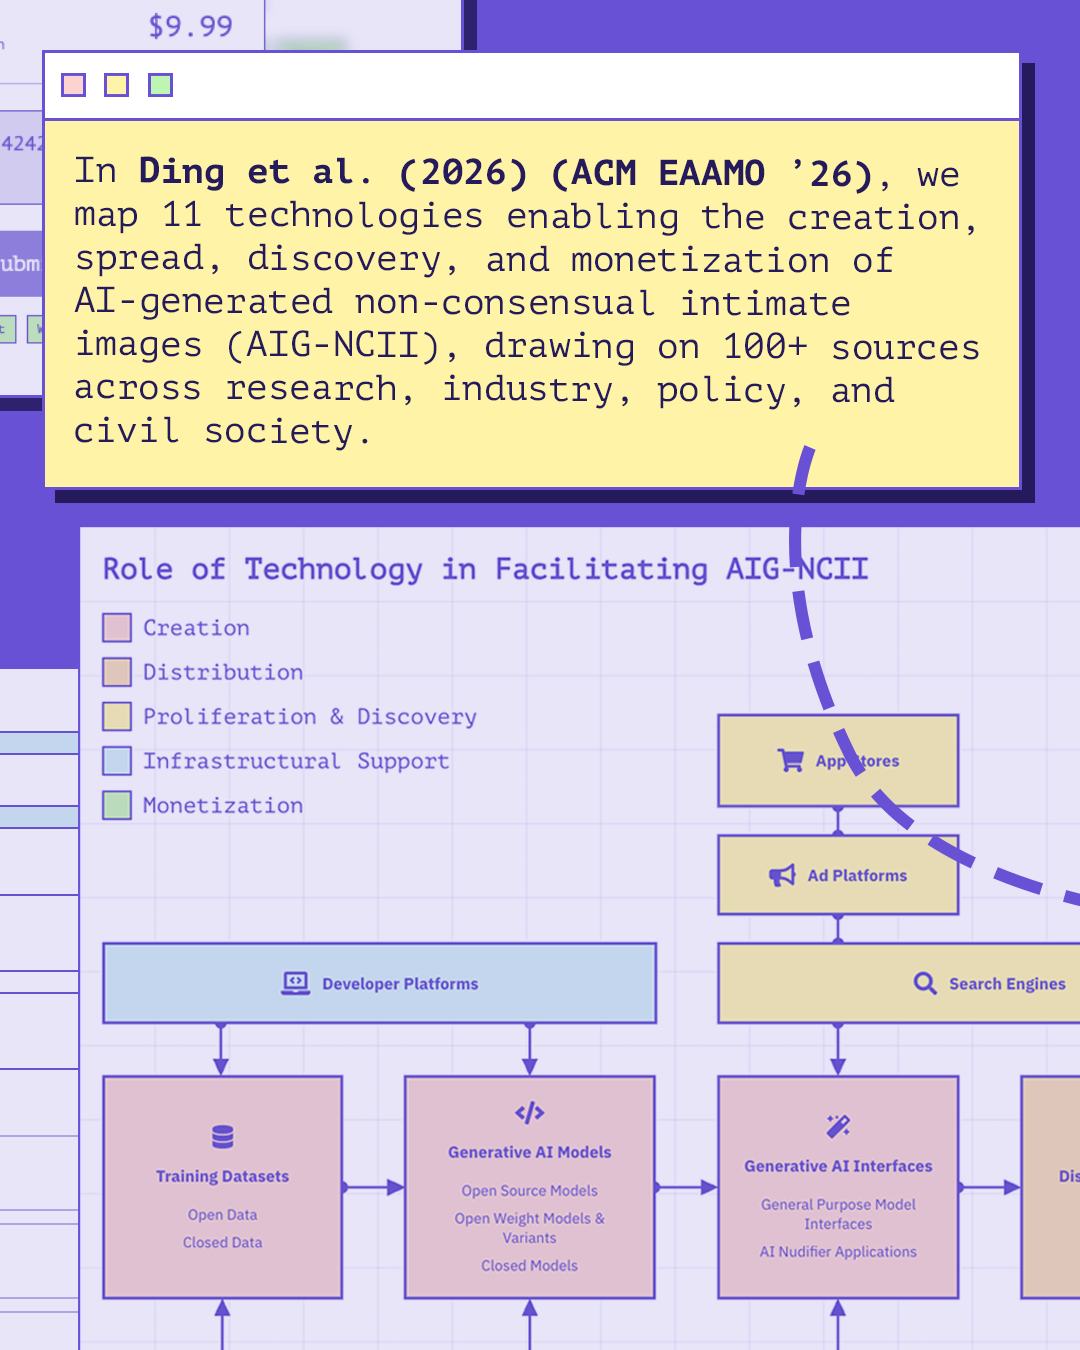 $9.99
4242
In Ding et al. (2026) (ACM EAAMO ’26), we
map 11 technologies enabling the creation,
spread, discovery, and monetization of
AI-generated non-consensual intimate
images (AIG-NCII), drawing on 100+ sources
across research, industry, policy, and
civil society.
Role of Technology in Facilitating AIG-NCII
Creation
Distribution
Proliferation & Discovery
Infrastructural Support
Monetization
App Stores
Ad Platforms
Developer Platforms
Search Engines
Training Datasets
Open Data
Closed Data
Generative AI Models
Open Source Models
Open Weight Models &
Variants
Closed Models
Generative AI Interfaces
General Purpose Model
Interfaces
AI Nudifier Applications